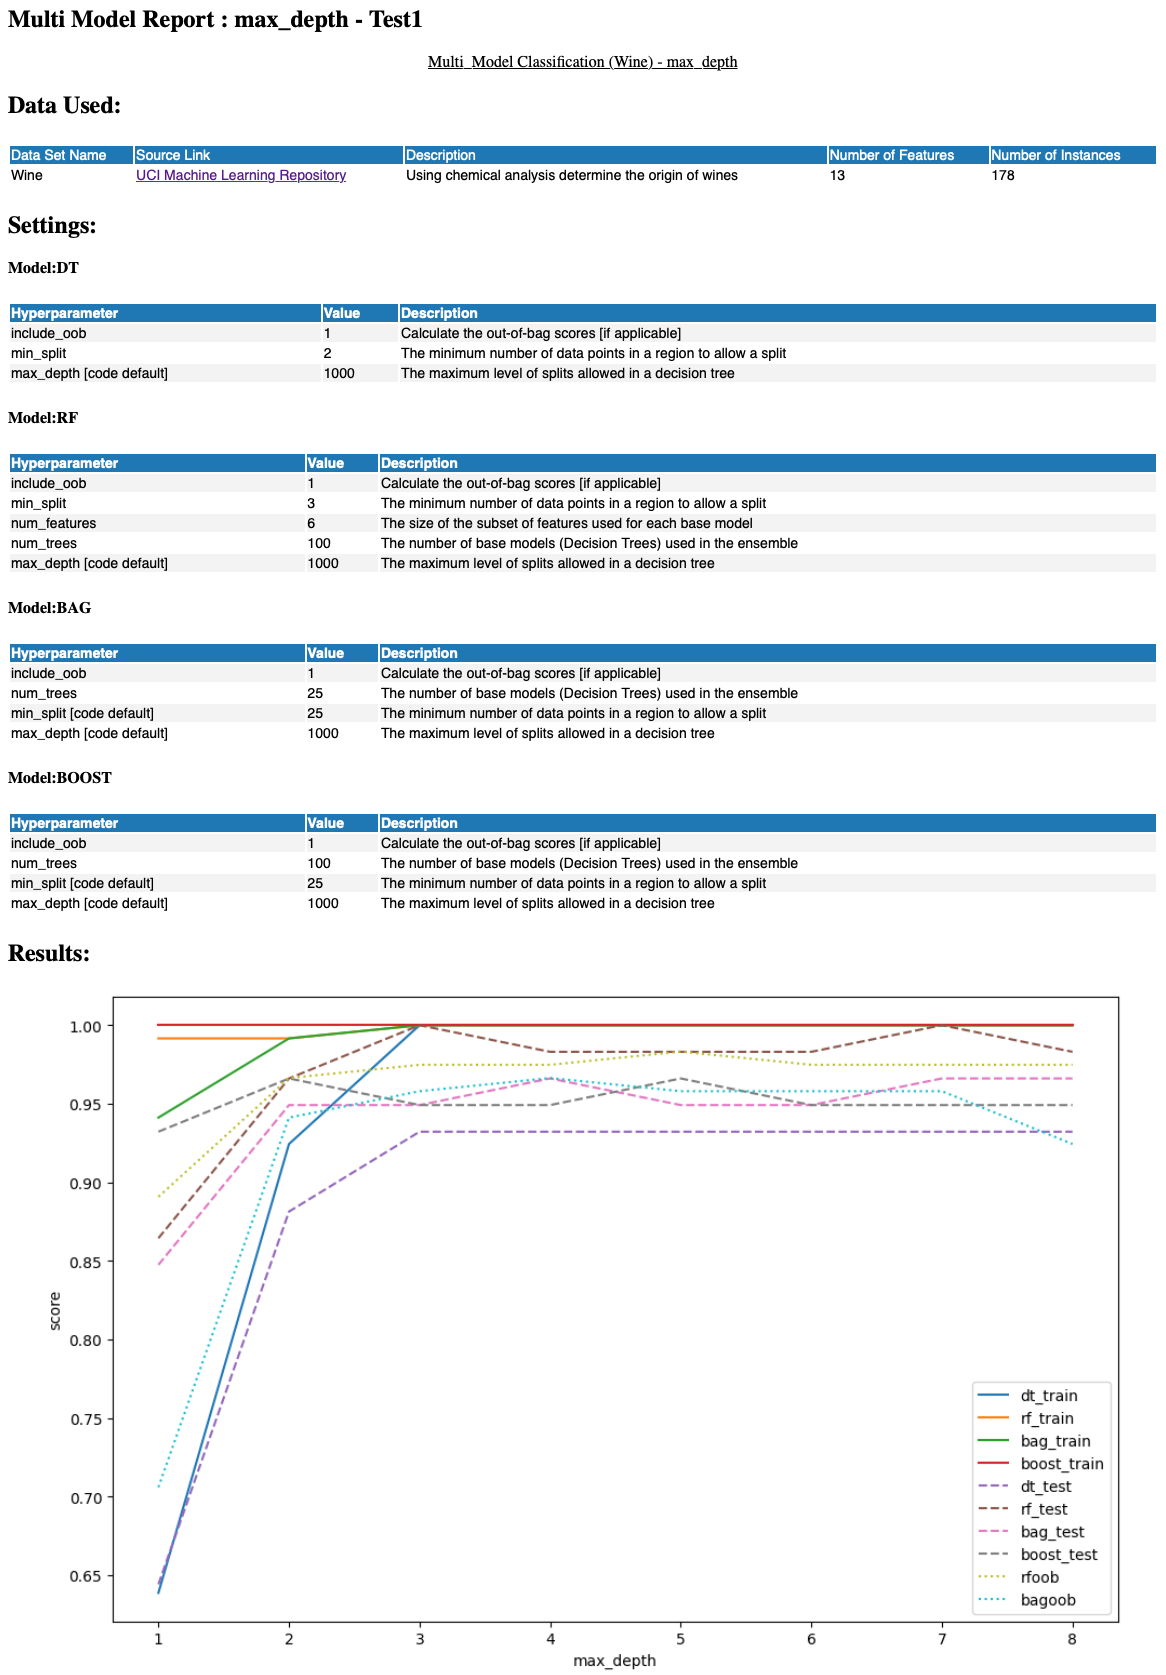 Multi Model Report : max_depth - Test1
Multi_Model Classification (Wine) - max_depth
Data Used:
Data Set Name Source Link Description Number of Features Number of Instances
Wine UCI Machine Learning Repository Using chemical analysis determine the origin of wines 13 178
Settings:
Model:DT
Hyperparameter Value Description
include_oob 1 Calculate the out-of-bag scores [if applicable]
min_split 2 The minimum number of data points in a region to allow a split
max_depth [code default] 1000 The maximum level of splits allowed in a decision tree
Model:RF
Hyperparameter Value Description
include_oob 1 Calculate the out-of-bag scores [if applicable]
min_split 3 The minimum number of data points in a region to allow a split
num_features 6 The size of the subset of features used for each base model
num_trees 100 The number of base models (Decision Trees) used in the ensemble
max_depth [code default] 1000 The maximum level of splits allowed in a decision tree
Model:BAG
Hyperparameter Value Description
include_oob 1 Calculate the out-of-bag scores [if applicable]
num_trees 25 The number of base models (Decision Trees) used in the ensemble
min_split [code default] 25 The minimum number of data points in a region to allow a split
max_depth [code default] 1000 The maximum level of splits allowed in a decision tree
Model:BOOST
Hyperparameter Value Description
include_oob 1 Calculate the out-of-bag scores [if applicable]
num_trees 100 The number of base models (Decision Trees) used in the ensemble
min_split [code default] 25 The minimum number of data points in a region to allow a split
max_depth [code default] 1000 The maximum level of splits allowed in a decision tree
Results:
1.00
0.95
0.90
0.85
0.80
0.75
0.70
0.65
score
dt_train
rf_train
bag_train
boost_train
dt_test
rf_test
bag_test
boost_test
rfoob
bagoob
1 2 3 4 5 6 7 8
max_depth